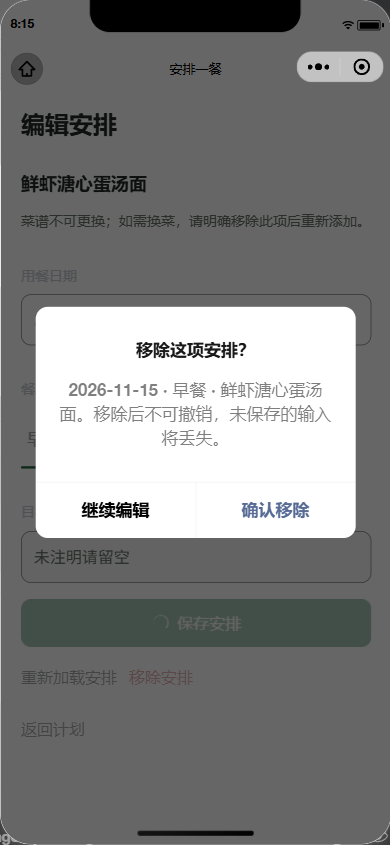 8:15
安排一餐
编辑安排
鲜虾溏心蛋汤面
菜谱不可更换；如需换菜，请明确移除此项后重新添加。
用餐日期
移除这项安排？
2026-11-15 · 早餐 · 鲜虾溏心蛋汤
面。移除后不可撤销，未保存的输入
将丢失。
继续编辑
确认移除
未注明请留空
保存安排
重新加载安排
移除安排
返回计划